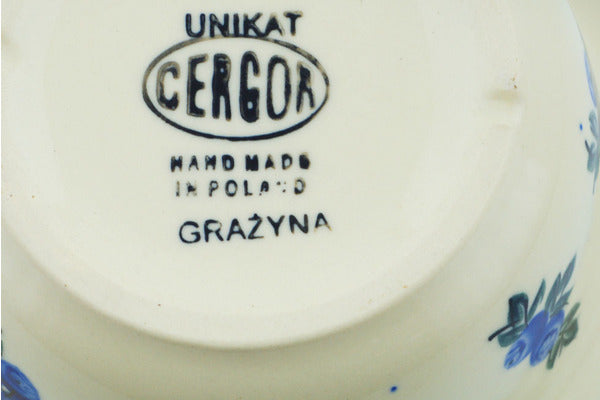 UNIKAT
CERGOR
HAND MADE
IN POLAND
GRAŻYNA